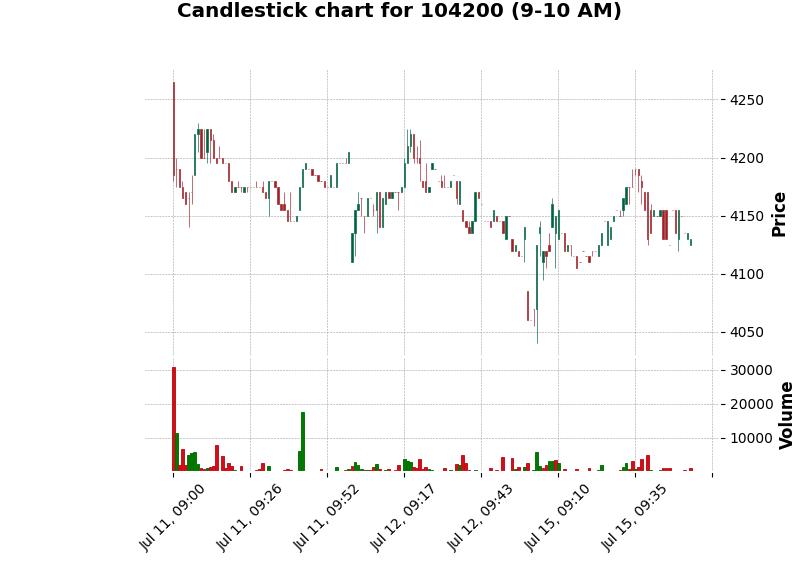 Candlestick chart for 104200 (9-10 AM)
4250
4200
4150
4100
4050
Price
30000
20000
10000
Volume
Jul 11, 09:00
Jul 11, 09:26
Jul 11, 09:52
Jul 12, 09:17
Jul 12, 09:43
Jul 15, 09:10
Jul 15, 09:35